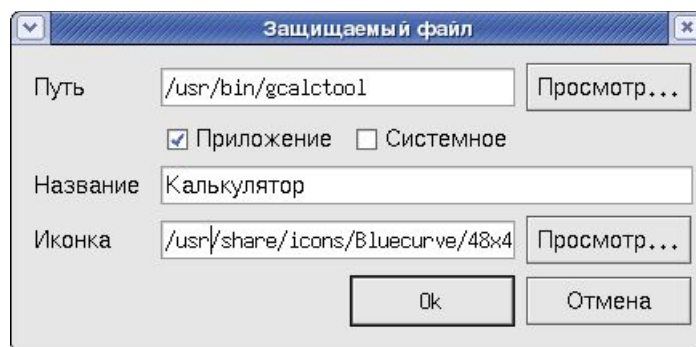 Защищаемый файл
Путь /usr/bin/gcalctool Просмотр...
Приложение Системное
Название Калькулятор
Иконка /usr/share/icons/Bluecurve/48x4 Просмотр...
Ok Отмена